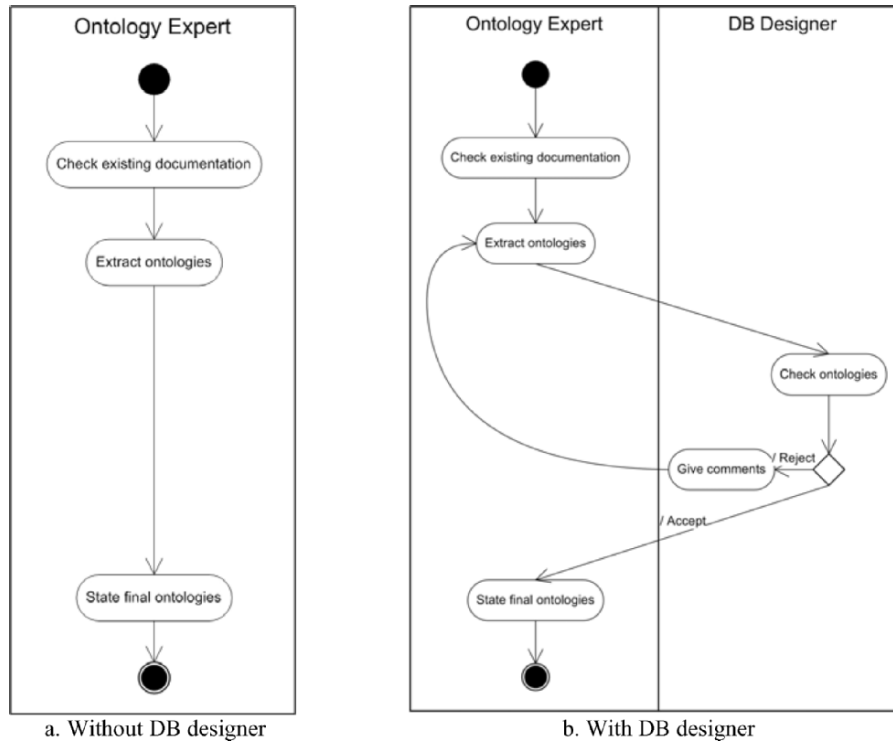 Ontology Expert
Check existing documentation
Extract ontologies
State final ontologies
a. Without DB designer
Ontology Expert
DB Designer
Check existing documentation
Extract ontologies
Check ontologies
/ Reject
Give comments
/ Accept
State final ontologies
b. With DB designer